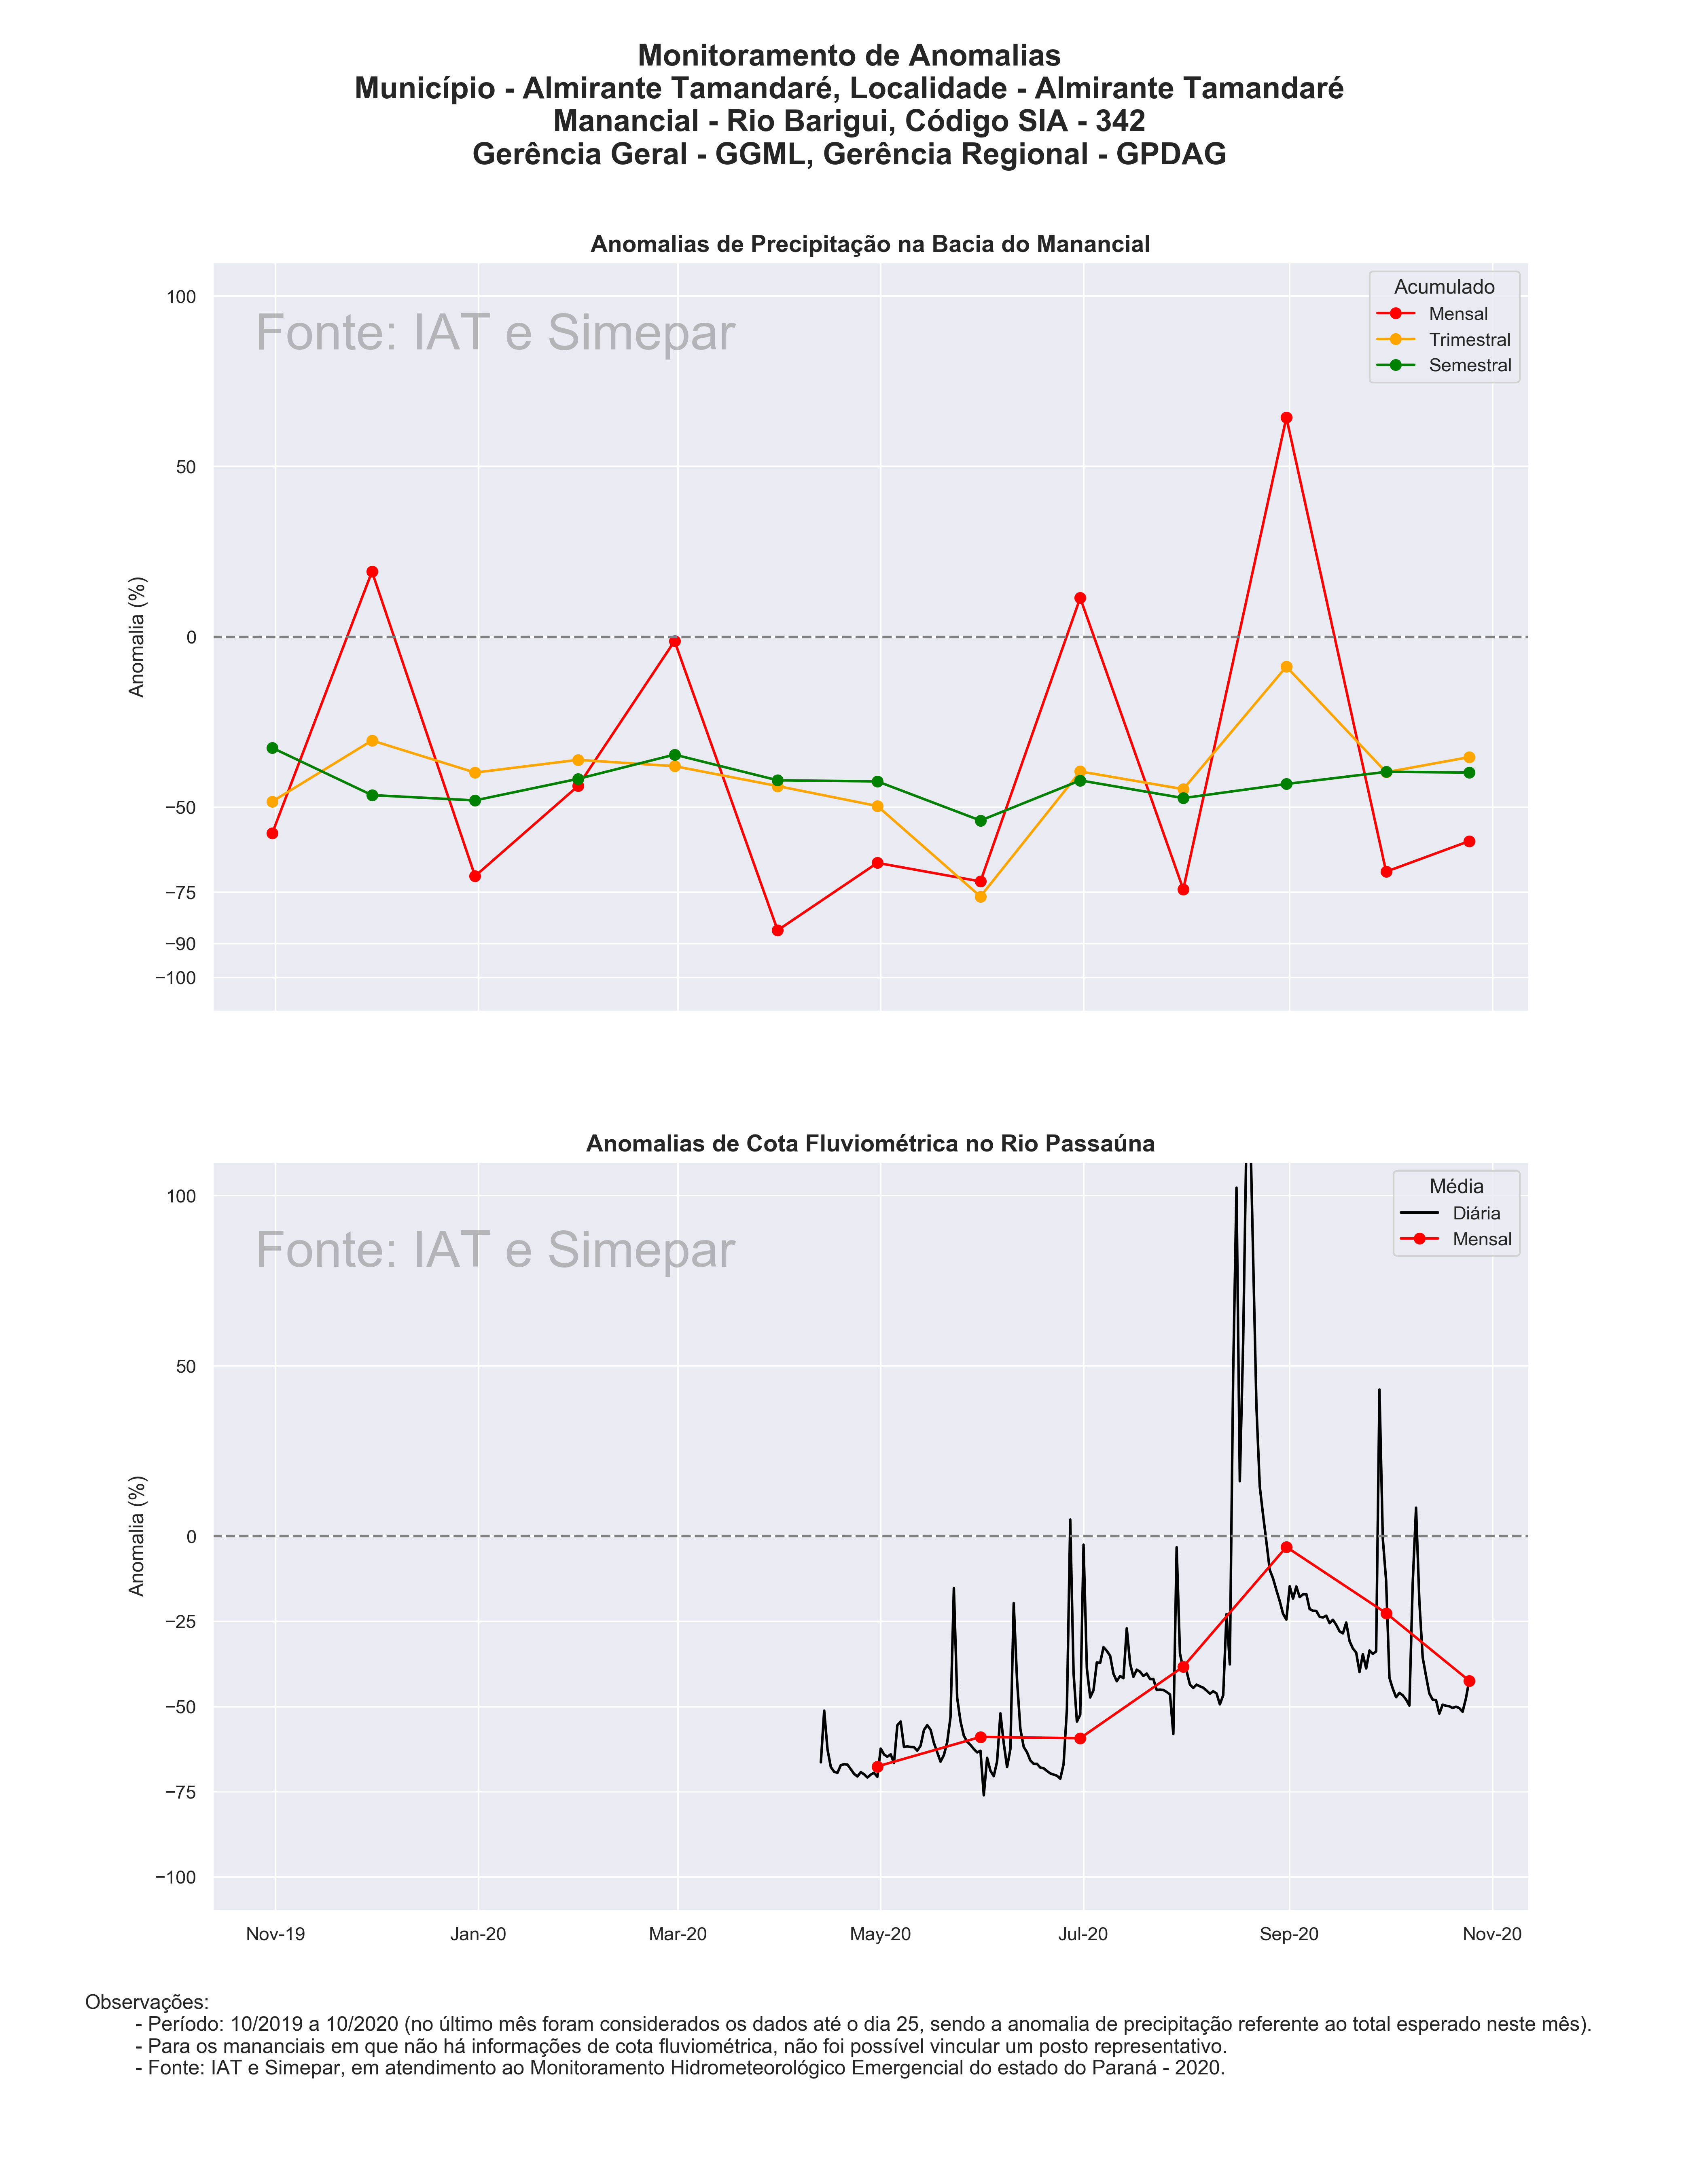 Monitoramento de Anomalias
Município - Almirante Tamandaré, Localidade - Almirante Tamandaré
Manancial - Rio Barigui, Código SIA - 342
Gerência Geral - GGML, Gerência Regional - GPDAG
Anomalias de Precipitação na Bacia do Manancial
Fonte: IAT e Simepar
Acumulado
Mensal
Trimestral
Semestral
Anomalia (%)
100
50
0
−50
−75
−90
−100
Anomalias de Cota Fluviométrica no Rio Passaúna
Fonte: IAT e Simepar
Média
Diária
Mensal
Anomalia (%)
100
50
0
−25
−50
−75
−100
Nov-19 Jan-20 Mar-20 May-20 Jul-20 Sep-20 Nov-20
Observações:
- Período: 10/2019 a 10/2020 (no último mês foram considerados os dados até o dia 25, sendo a anomalia de precipitação referente ao total esperado neste mês).
- Para os mananciais em que não há informações de cota fluviométrica, não foi possível vincular um posto representativo.
- Fonte: IAT e Simepar, em atendimento ao Monitoramento Hidrometeorológico Emergencial do estado do Paraná - 2020.